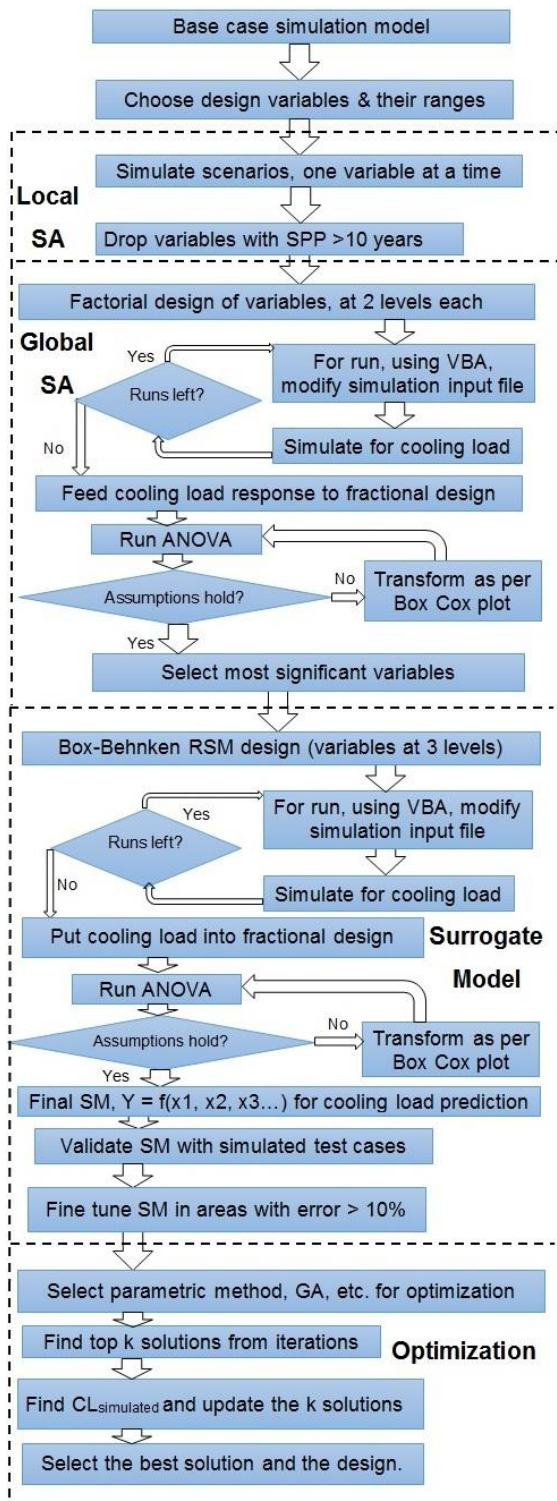 Base case simulation model
Choose design variables & their ranges
Local
SA
Simulate scenarios, one variable at a time
Drop variables with SPP >10 years
Factorial design of variables, at 2 levels each
Global
SA
Yes
For run, using VBA,
modify simulation input file
Runs left?
Simulate for cooling load
No
Feed cooling load response to fractional design
Run ANOVA
Assumptions hold?
No
Transform as per
Box Cox plot
Yes
Select most significant variables
Box-Behnken RSM design (variables at 3 levels)
Yes
For run, using VBA, modify
simulation input file
Runs left?
Simulate for cooling load
No
Put cooling load into fractional design
Surrogate
Model
Run ANOVA
Assumptions hold?
No
Transform as per
Box Cox plot
Yes
Final SM, Y = f(x1, x2, x3...) for cooling load prediction
Validate SM with simulated test cases
Fine tune SM in areas with error > 10%
Select parametric method, GA, etc. for optimization
Find top k solutions from iterations
Optimization
Find CLsimulated and update the k solutions
Select the best solution and the design.